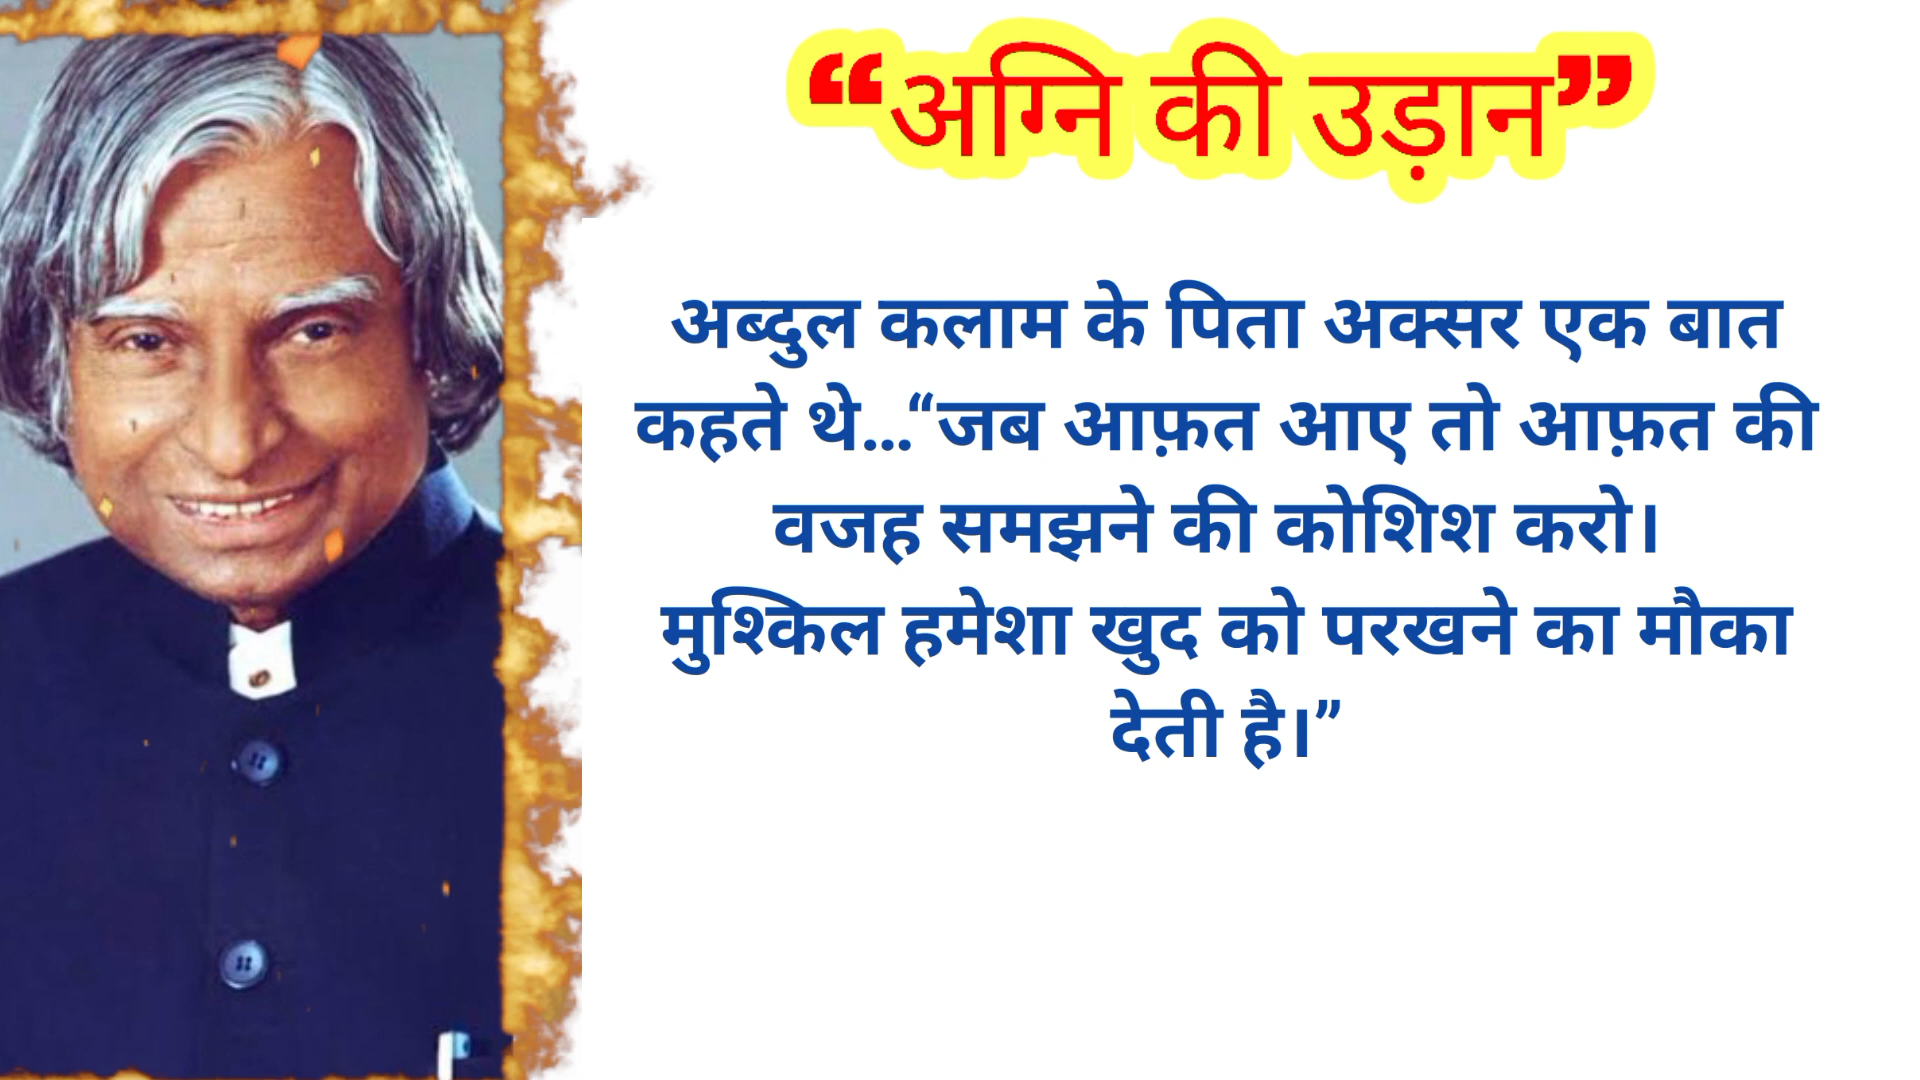 “अग्नि की उड़ान”
अब्दुल कलाम के पिता अक्सर एक बात
कहते थे...“जब आफ़त आए तो आफ़त की
वजह समझने की कोशिश करो।
मुश्किल हमेशा खुद को परखने का मौका
देती है।”